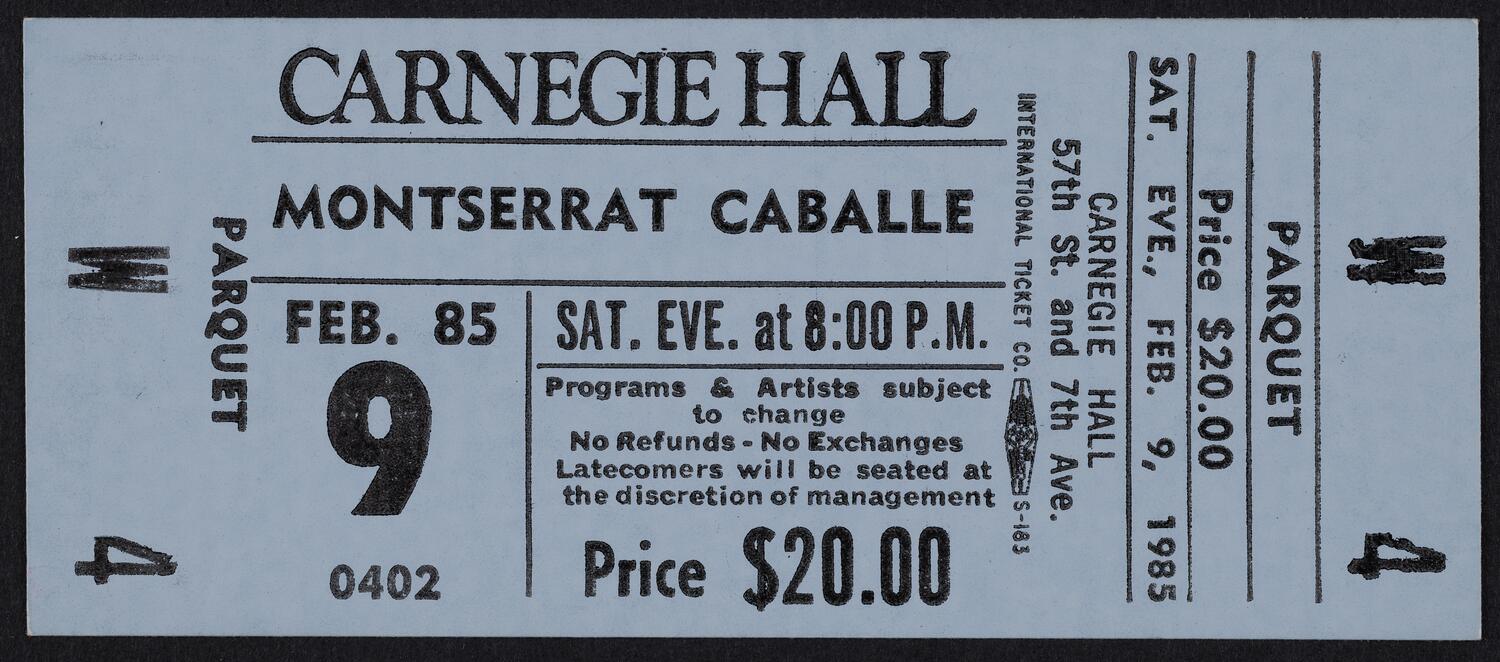 W
4
PARQUET
CARNEGIE HALL
MONTSERRAT CABALLE
FEB. 85
9
0402
SAT. EVE. at 8:00 P.M.
Programs & Artists subject
to change
No Refunds - No Exchanges
Latecomers will be seated at
the discretion of management
Price $20.00
INTERNATIONAL TICKET CO. S-183
CARNEGIE HALL
57th St. and 7th Ave.
SAT. EVE., FEB. 9, 1985
Price $20.00
PARQUET
W
4